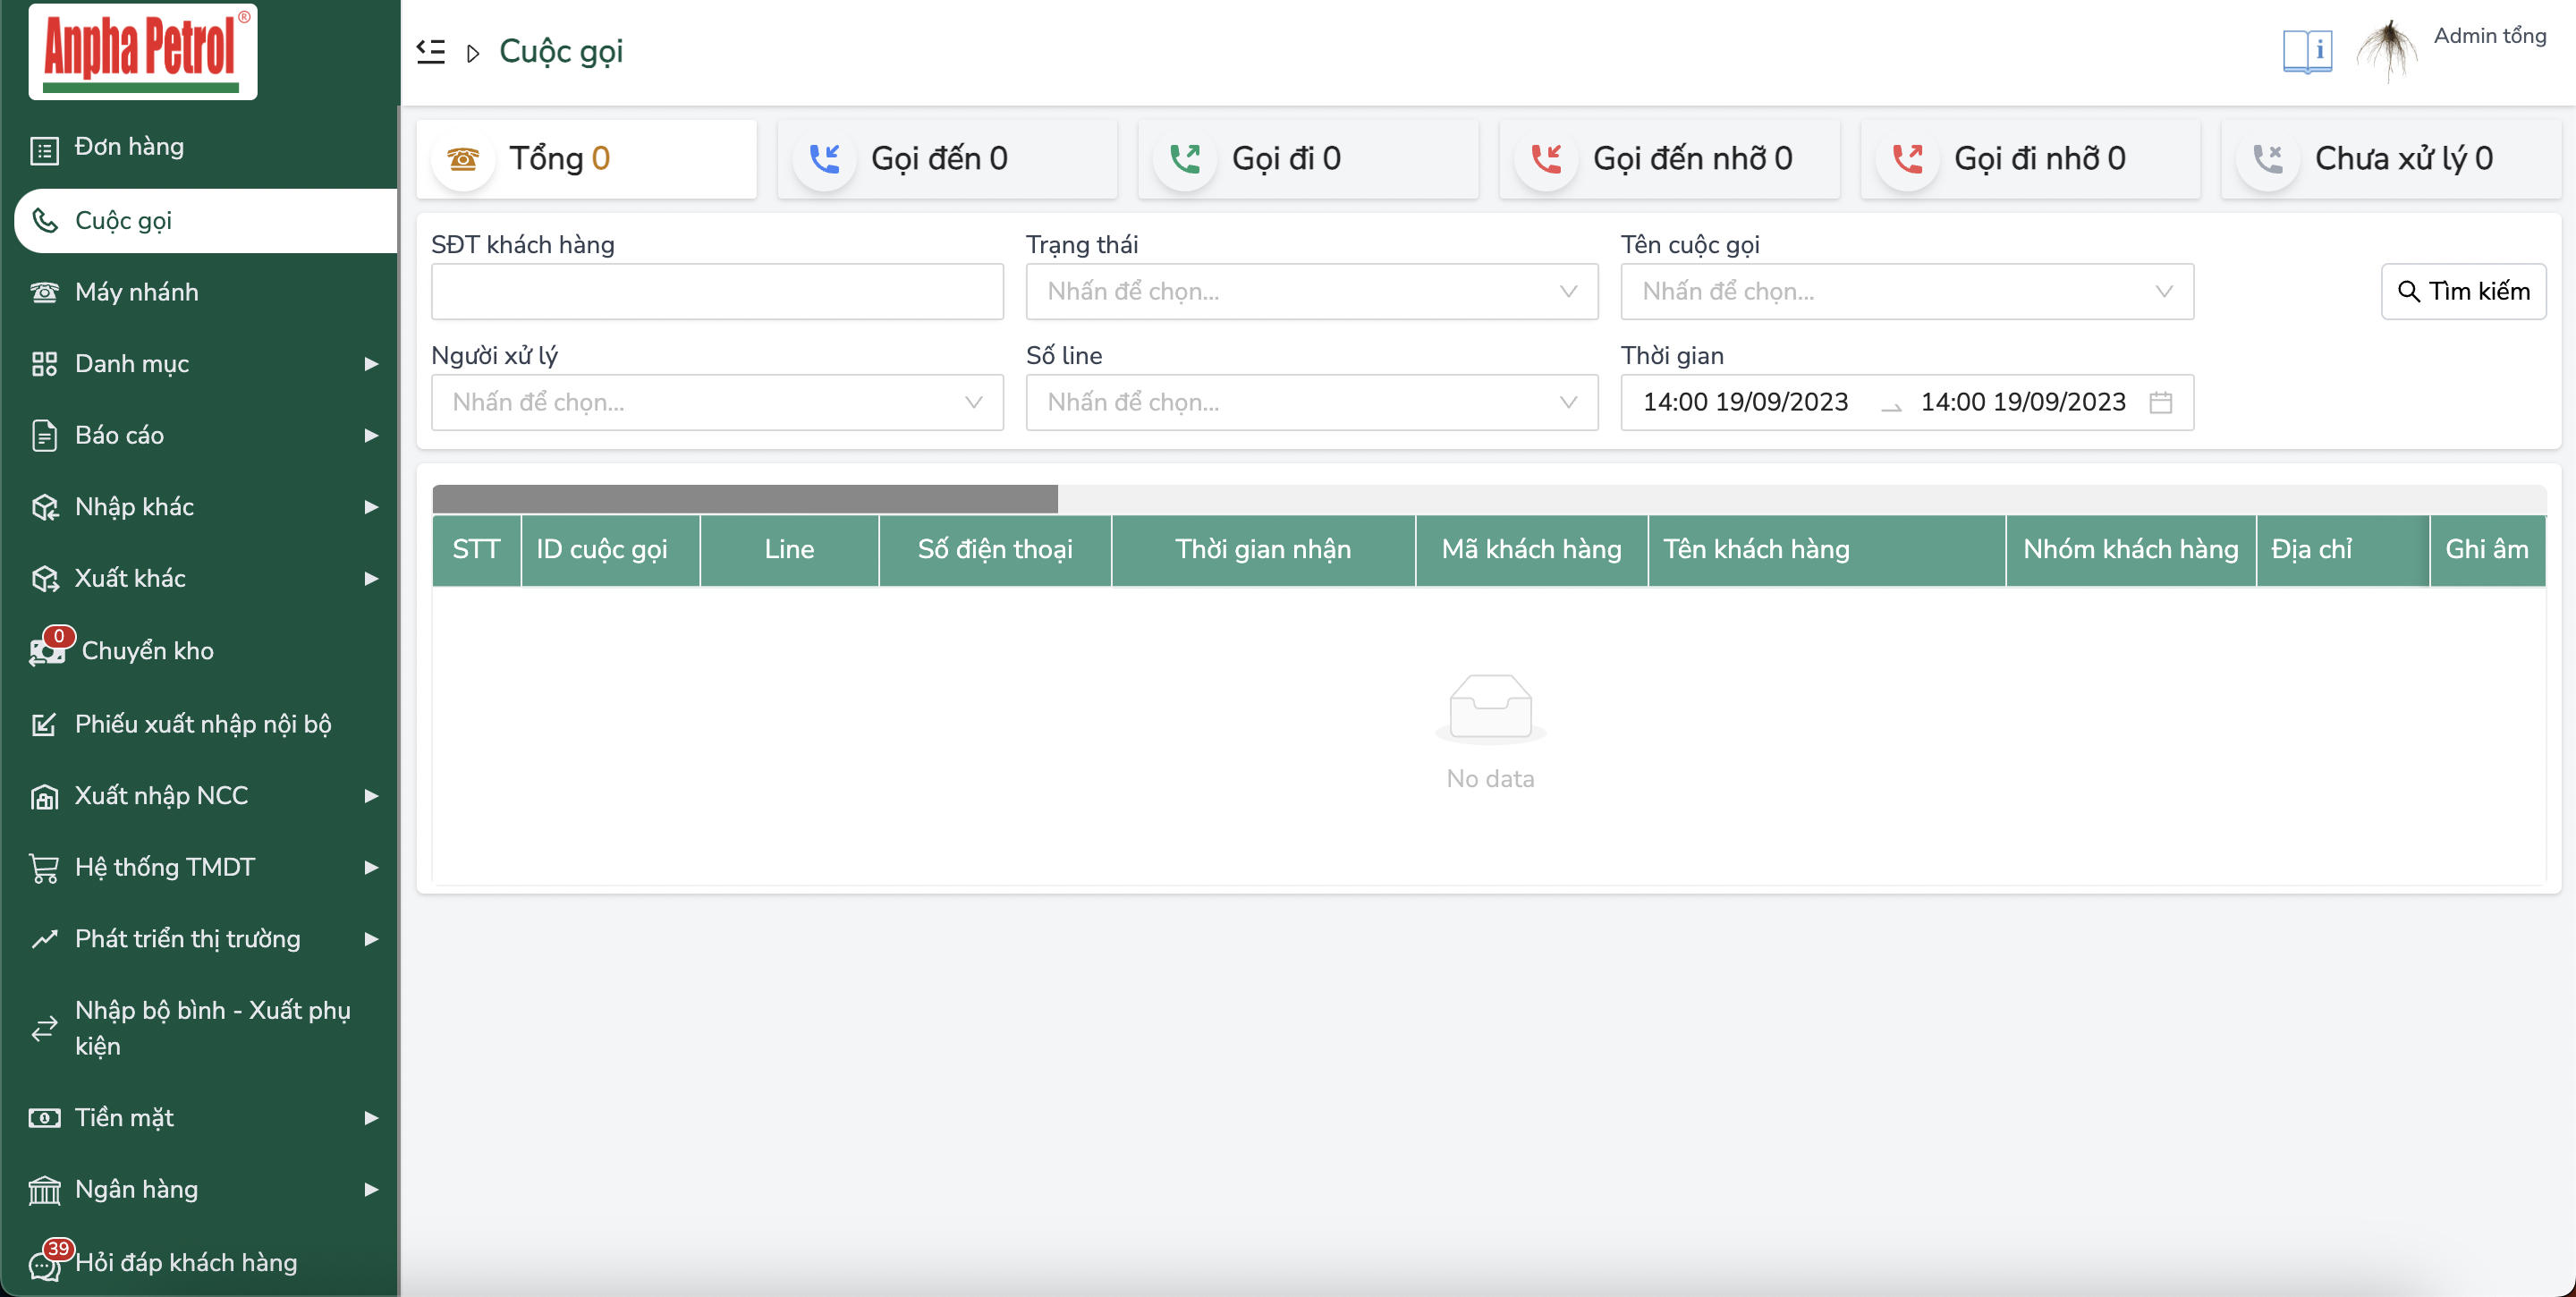 Anpha Petrol ®
Đơn hàng
Cuộc gọi
Máy nhánh
Danh mục
Báo cáo
Nhập khác
Xuất khác
0
Chuyển kho
Phiếu xuất nhập nội bộ
Xuất nhập NCC
Hệ thống TMDT
Phát triển thị trường
Nhập bộ bình - Xuất phụ
kiện
Tiền mặt
Ngân hàng
39
Hỏi đáp khách hàng
Cuộc gọi
Admin tổng
Tổng 0
Gọi đến 0
Gọi đi 0
Gọi đến nhỡ 0
Gọi đi nhỡ 0
Chưa xử lý 0
SĐT khách hàng
Trạng thái
Nhấn để chọn...
Tên cuộc gọi
Nhấn để chọn...
Tìm kiếm
Người xử lý
Nhấn để chọn...
Số line
Nhấn để chọn...
Thời gian
14:00 19/09/2023 → 14:00 19/09/2023
STT ID cuộc gọi Line Số điện thoại Thời gian nhận Mã khách hàng Tên khách hàng Nhóm khách hàng Địa chỉ Ghi âm
No data